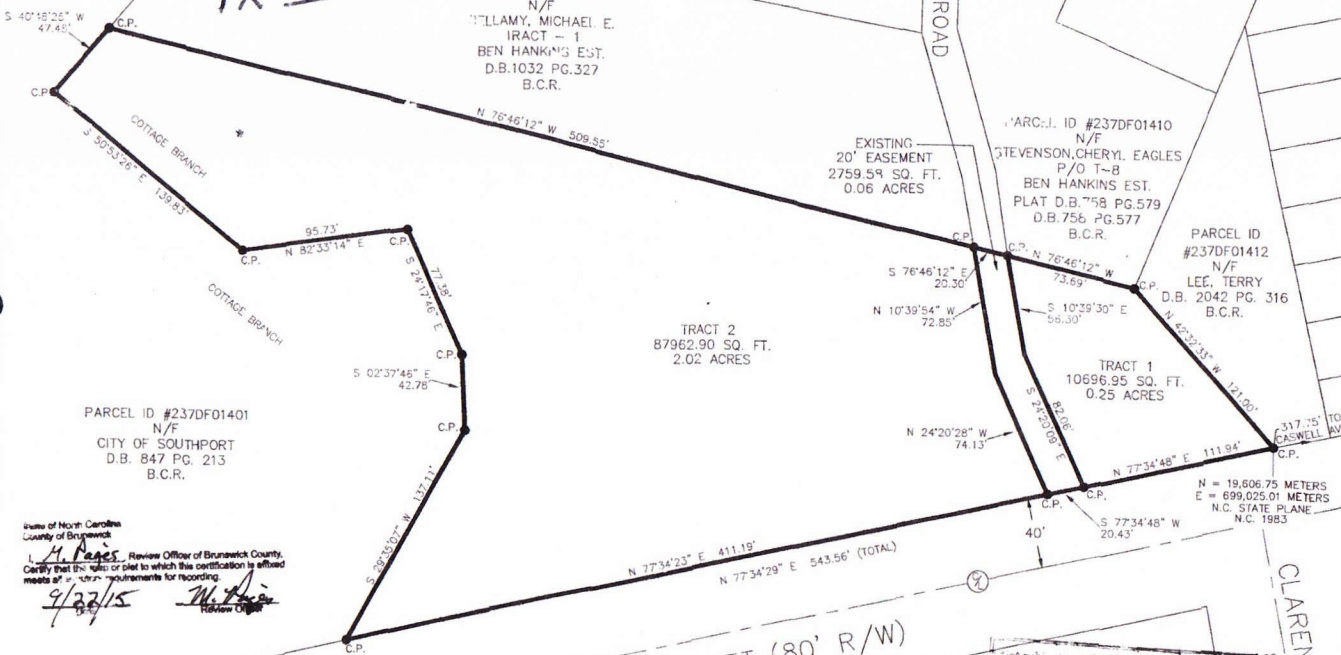 S 40°48'26" W
47.48'
C.P.
C.P.
N/F
BELLAMY, MICHAEL E.
TRACT - 1
BEN HANKINS EST.
D.B.1032 PG.327
B.C.R.
ROAD
COTTAGE BRANCH
S 50°53'26" E 139.83'
N 76°46'12" W 509.55'
EXISTING
20' EASEMENT
2759.59 SQ. FT.
0.06 ACRES
PARCEL ID #237DF01410
N/F
STEVENSON,CHERYL EAGLES
P/O T-8
BEN HANKINS EST.
PLAT D.B.758 PG.579
D.B.756 PG.577
B.C.R.
PARCEL ID
#237DF01412
N/F
LEE, TERRY
D.B. 2042 PG. 316
B.C.R.
95.73'
N 82°33'14" E
C.P.
C.P.
77.38'
S 24°17'46" E
C.P.
C.P.
S 76°46'12" E
20.30'
N 76°46'12" W
73.69'
C.P.
COTTAGE BRANCH
N 10°39'54" W
72.85'
S 10°39'30" E
56.30'
N 42°32'33" W 121.00'
TRACT 2
87962.90 SQ. FT.
2.02 ACRES
TRACT 1
10696.95 SQ. FT.
0.25 ACRES
C.P.
S 02°37'46" E
42.78'
C.P.
PARCEL ID #237DF01401
N/F
CITY OF SOUTHPORT
D.B. 847 PG. 213
B.C.R.
N 24°20'28" W
74.13'
82.06'
S 24°20'09" E
317.75' TO
CASWELL AV
C.P.
N 77°34'48" E 111.94'
N = 19,606.75 METERS
E = 699,025.01 METERS
N.C. STATE PLANE
N.C. 1983
C.P.
C.P.
S 77°34'48" W
20.43'
40'
S 29°35'07" W 137.11'
N 77°34'23" E 411.19'
N 77°34'29" E 543.56' (TOTAL)
State of North Carolina
County of Brunswick
I, M. Pages, Review Officer of Brunswick County,
Certify that the map or plat to which this certification is affixed
meets all requirements for recording.
9/22/15
Review Officer
C.P.
(80' R/W)
CLAREN